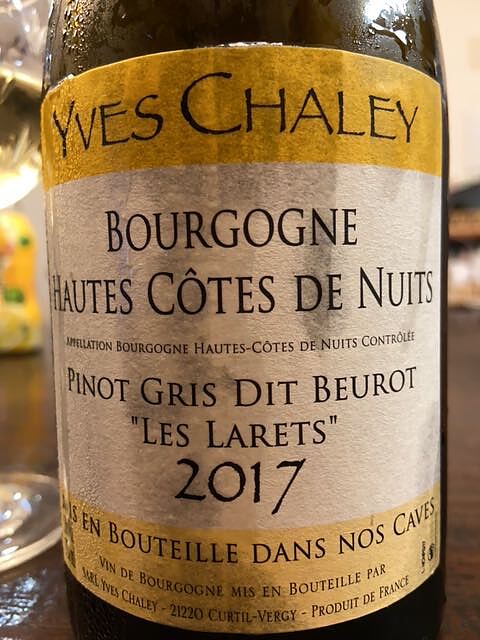 YVES CHALEY
BOURGOGNE
HAUTES CÔTES DE NUITS
APPELLATION BOURGOGNE HAUTES-CÔTES DE NUITS CONTRÔLÉE
PINOT GRIS DIT BEUROT
"LES LARETS"
2017
MIS EN BOUTEILLE DANS NOS CAVES
VIN DE BOURGOGNE MIS EN BOUTEILLE PAR
SARL YVES CHALEY - 21220 CURTIL-VERGY - PRODUIT DE FRANCE